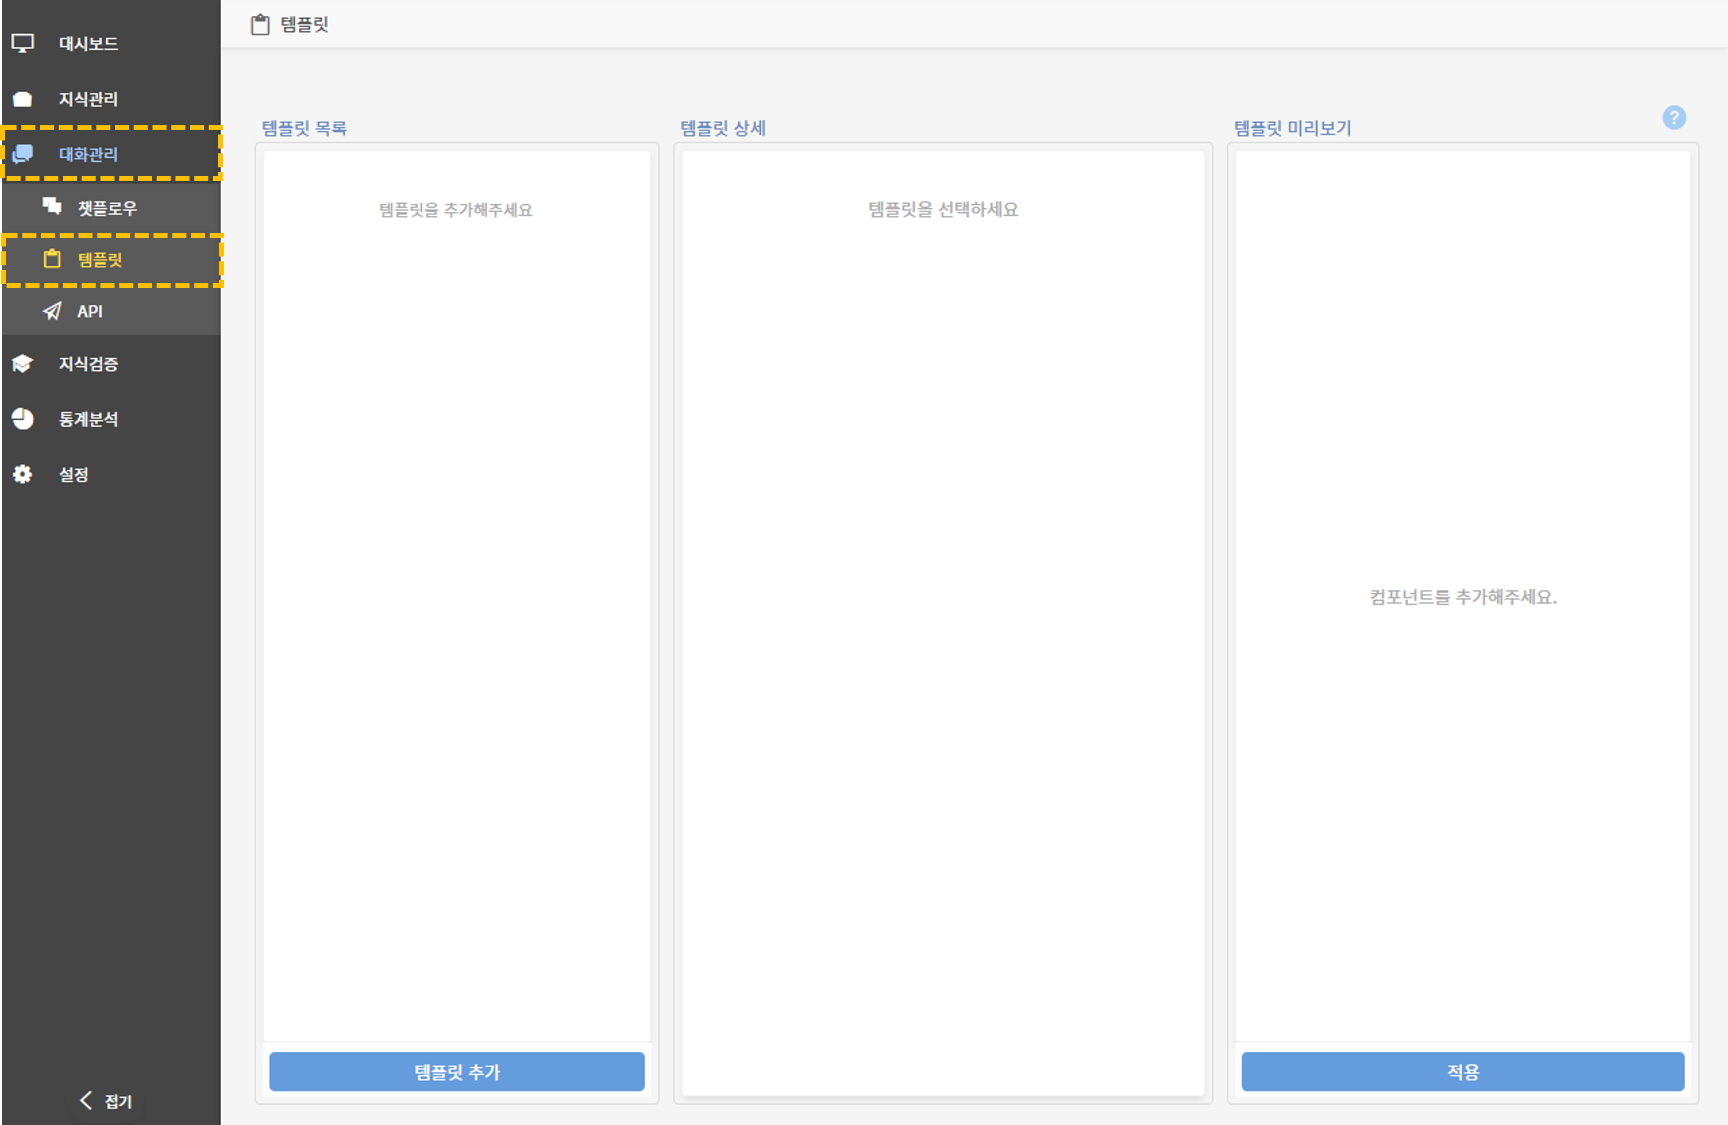 대시보드
지식관리
대화관리
챗플로우
템플릿
API
지식검증
통계분석
설정
접기
템플릿
템플릿 목록
템플릿을 추가해주세요
템플릿 추가
템플릿 상세
템플릿을 선택하세요
템플릿 미리보기
?
컴포넌트를 추가해주세요.
적용